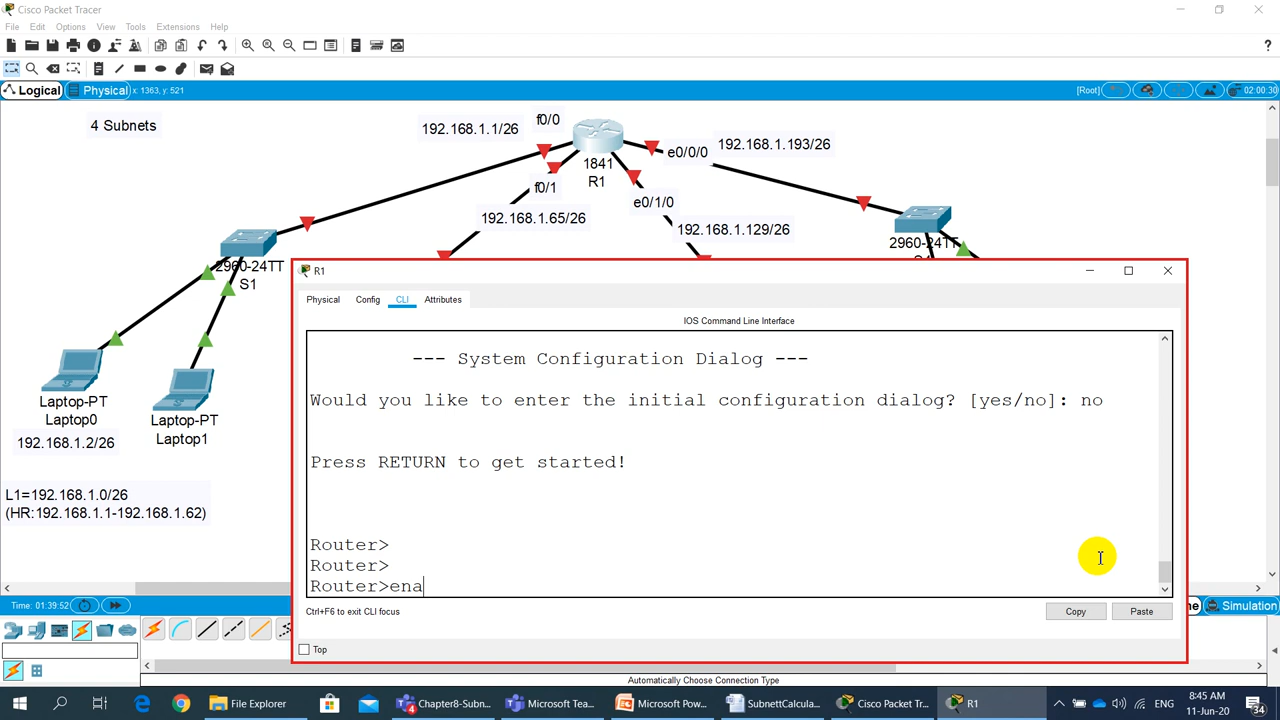 Cisco Packet Tracer
File Edit Options View Tools Extensions Help
Logical Physical x: 1363, y: 521 [Root] 02:00:30
4 Subnets
192.168.1.1/26
f0/0
192.168.1.193/26
e0/0/0
1841
R1
f0/1
e0/1/0
192.168.1.65/26
192.168.1.129/26
2960-24TT
2960-24TT
S1
Laptop-PT
Laptop0
192.168.1.2/26
Laptop-PT
Laptop1
L1=192.168.1.0/26
(HR:192.168.1.1-192.168.1.62)
R1
Physical Config CLI Attributes
IOS Command Line Interface
--- System Configuration Dialog ---
Would you like to enter the initial configuration dialog? [yes/no]: no
Press RETURN to get started!
Router>
Router>
Router>ena
Ctrl+F6 to exit CLI focus
Copy Paste
Top
Time: 01:39:52
Simulation
Automatically Choose Connection Type
File Explorer
Chapter8-Subn...
Microsoft Tea...
Microsoft Pow...
SubnettCalcula...
Cisco Packet Tra...
R1
ENG
8:45 AM
11-Jun-20
34